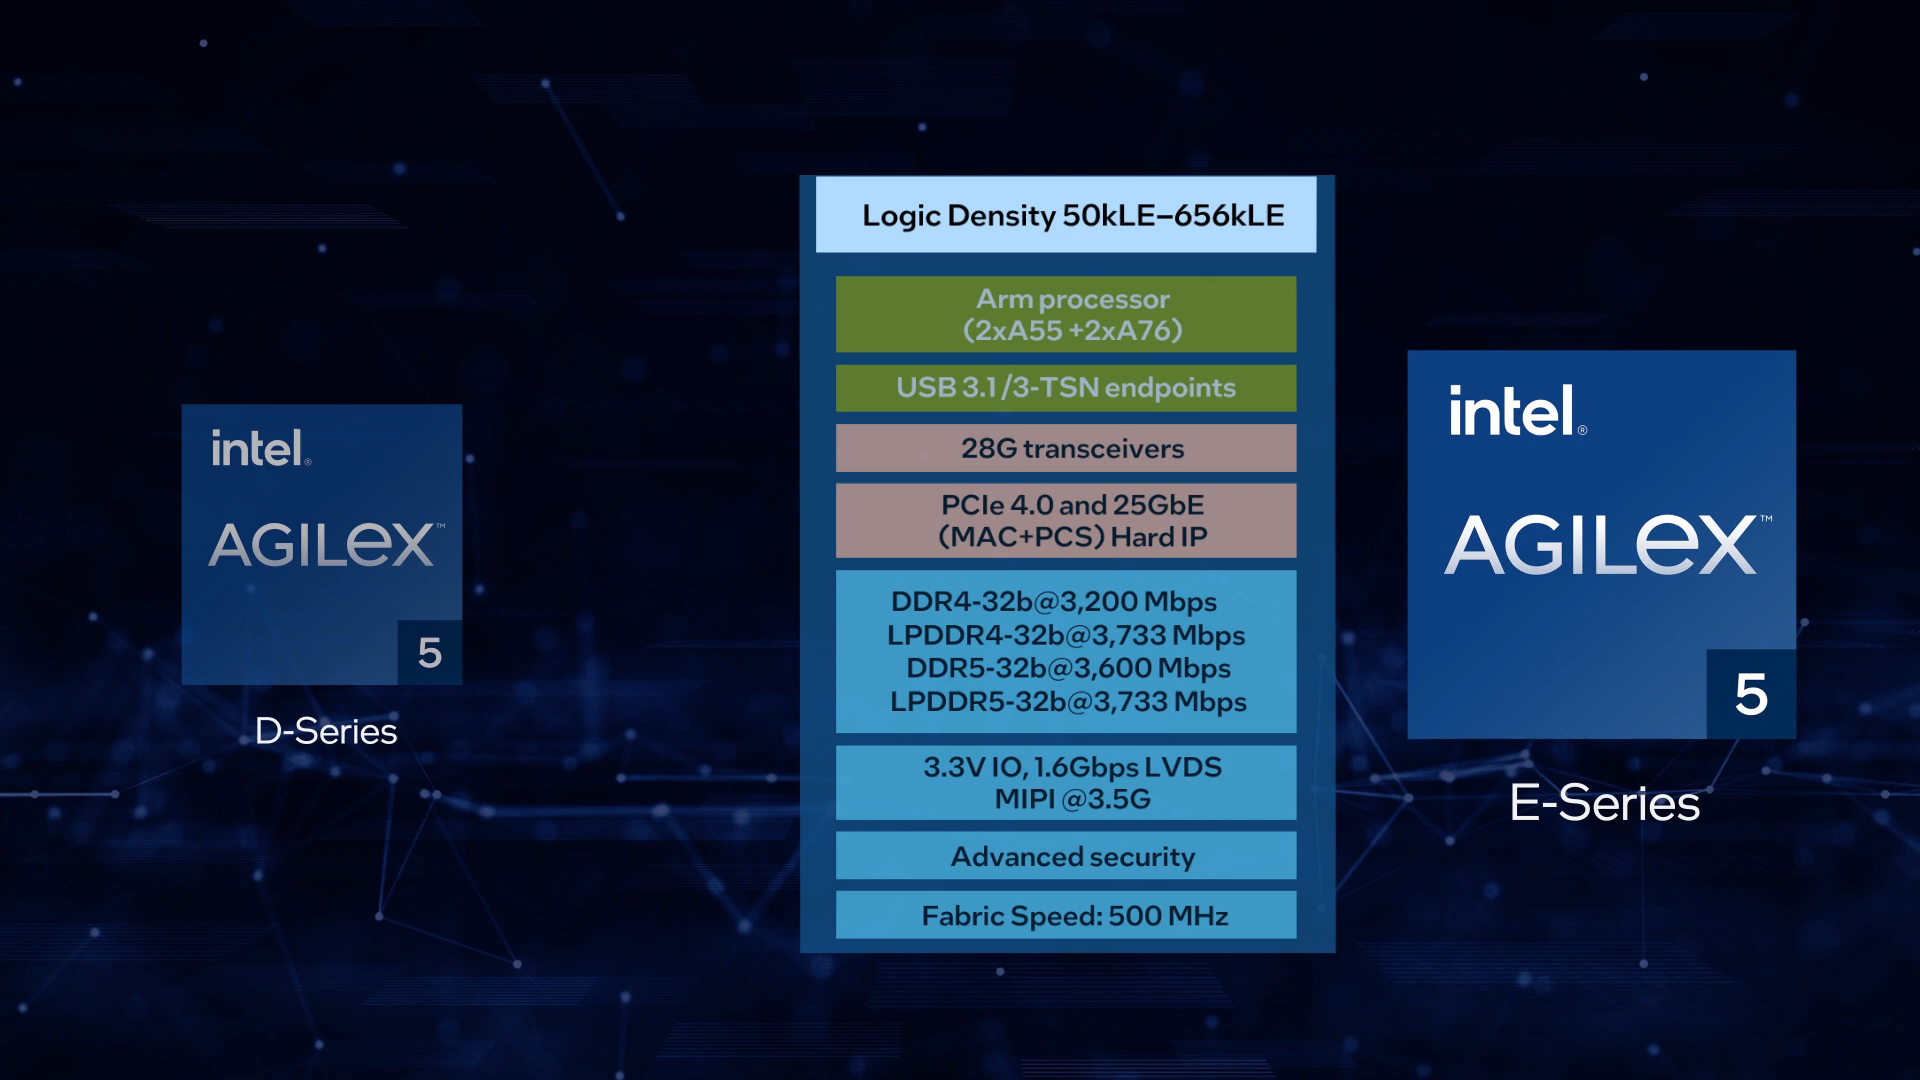 intel®
AGILEX™
5
D-Series
Logic Density 50kLE–656kLE
Arm processor
(2xA55 +2xA76)
USB 3.1/3-TSN endpoints
28G transceivers
PCIe 4.0 and 25GbE
(MAC+PCS) Hard IP
DDR4-32b@3,200 Mbps
LPDDR4-32b@3,733 Mbps
DDR5-32b@3,600 Mbps
LPDDR5-32b@3,733 Mbps
3.3V IO, 1.6Gbps LVDS
MIPI @3.5G
Advanced security
Fabric Speed: 500 MHz
intel®
AGILEX™
5
E-Series